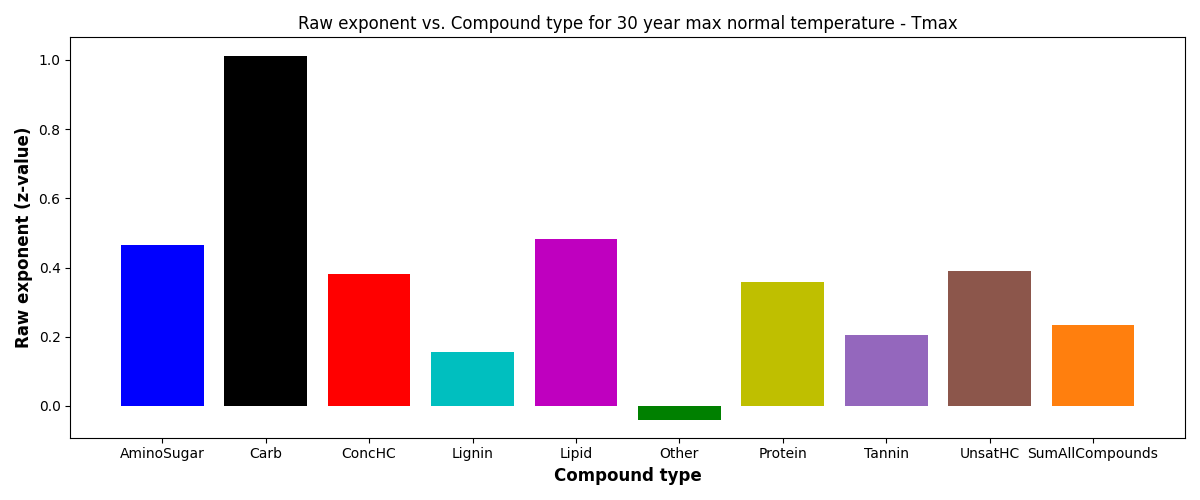 Raw exponent vs. Compound type for 30 year max normal temperature - Tmax
Raw exponent (z-value)
1.0
0.8
0.6
0.4
0.2
0.0
AminoSugar Carb ConcHC Lignin Lipid Other Protein Tannin UnsatHC SumAllCompounds
Compound type